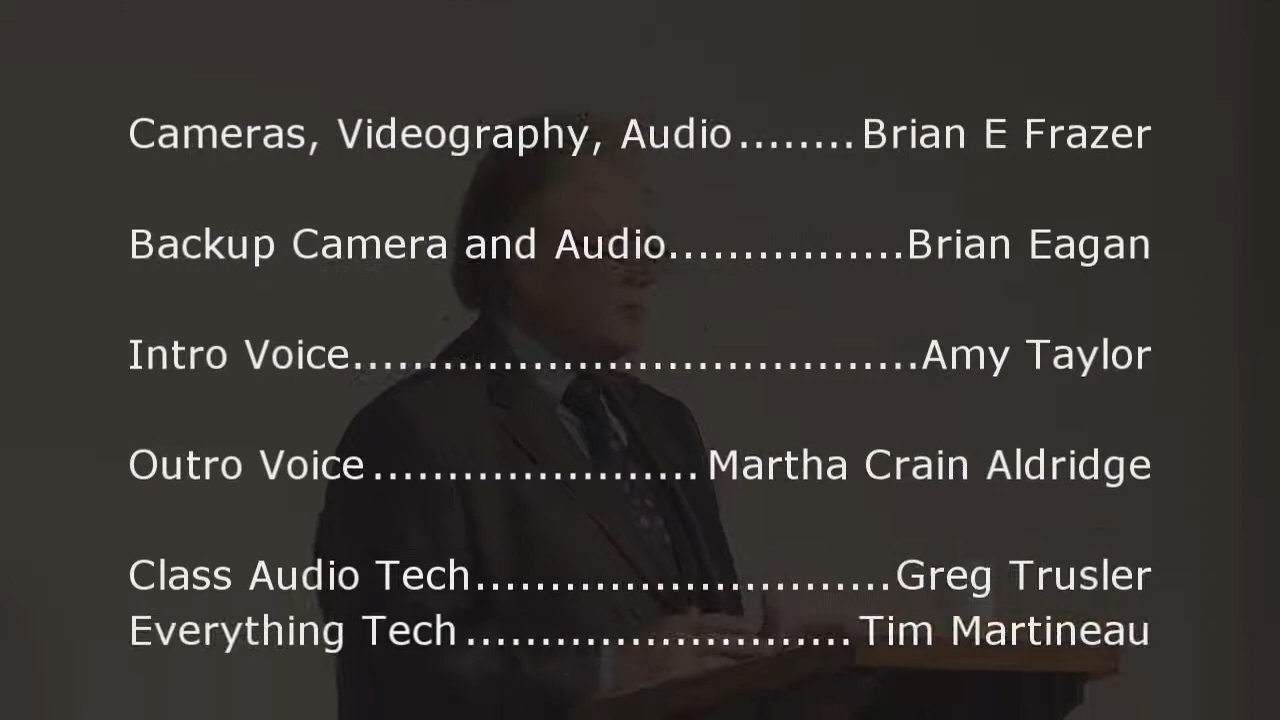 Cameras, Videography, Audio........Brian E Frazer
Backup Camera and Audio................Brian Eagan
Intro Voice......................................Amy Taylor
Outro Voice......................Martha Crain Aldridge
Class Audio Tech............................Greg Trusler
Everything Tech..........................Tim Martineau